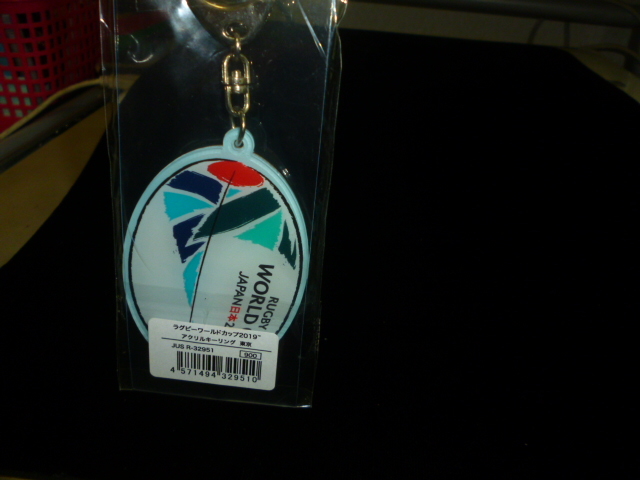 RUGBY
WORLD
JAPAN日本2
ラグビーワールドカップ2019™
アクリルキーリング 東京
JUS R-32951
900
4 571494 329510